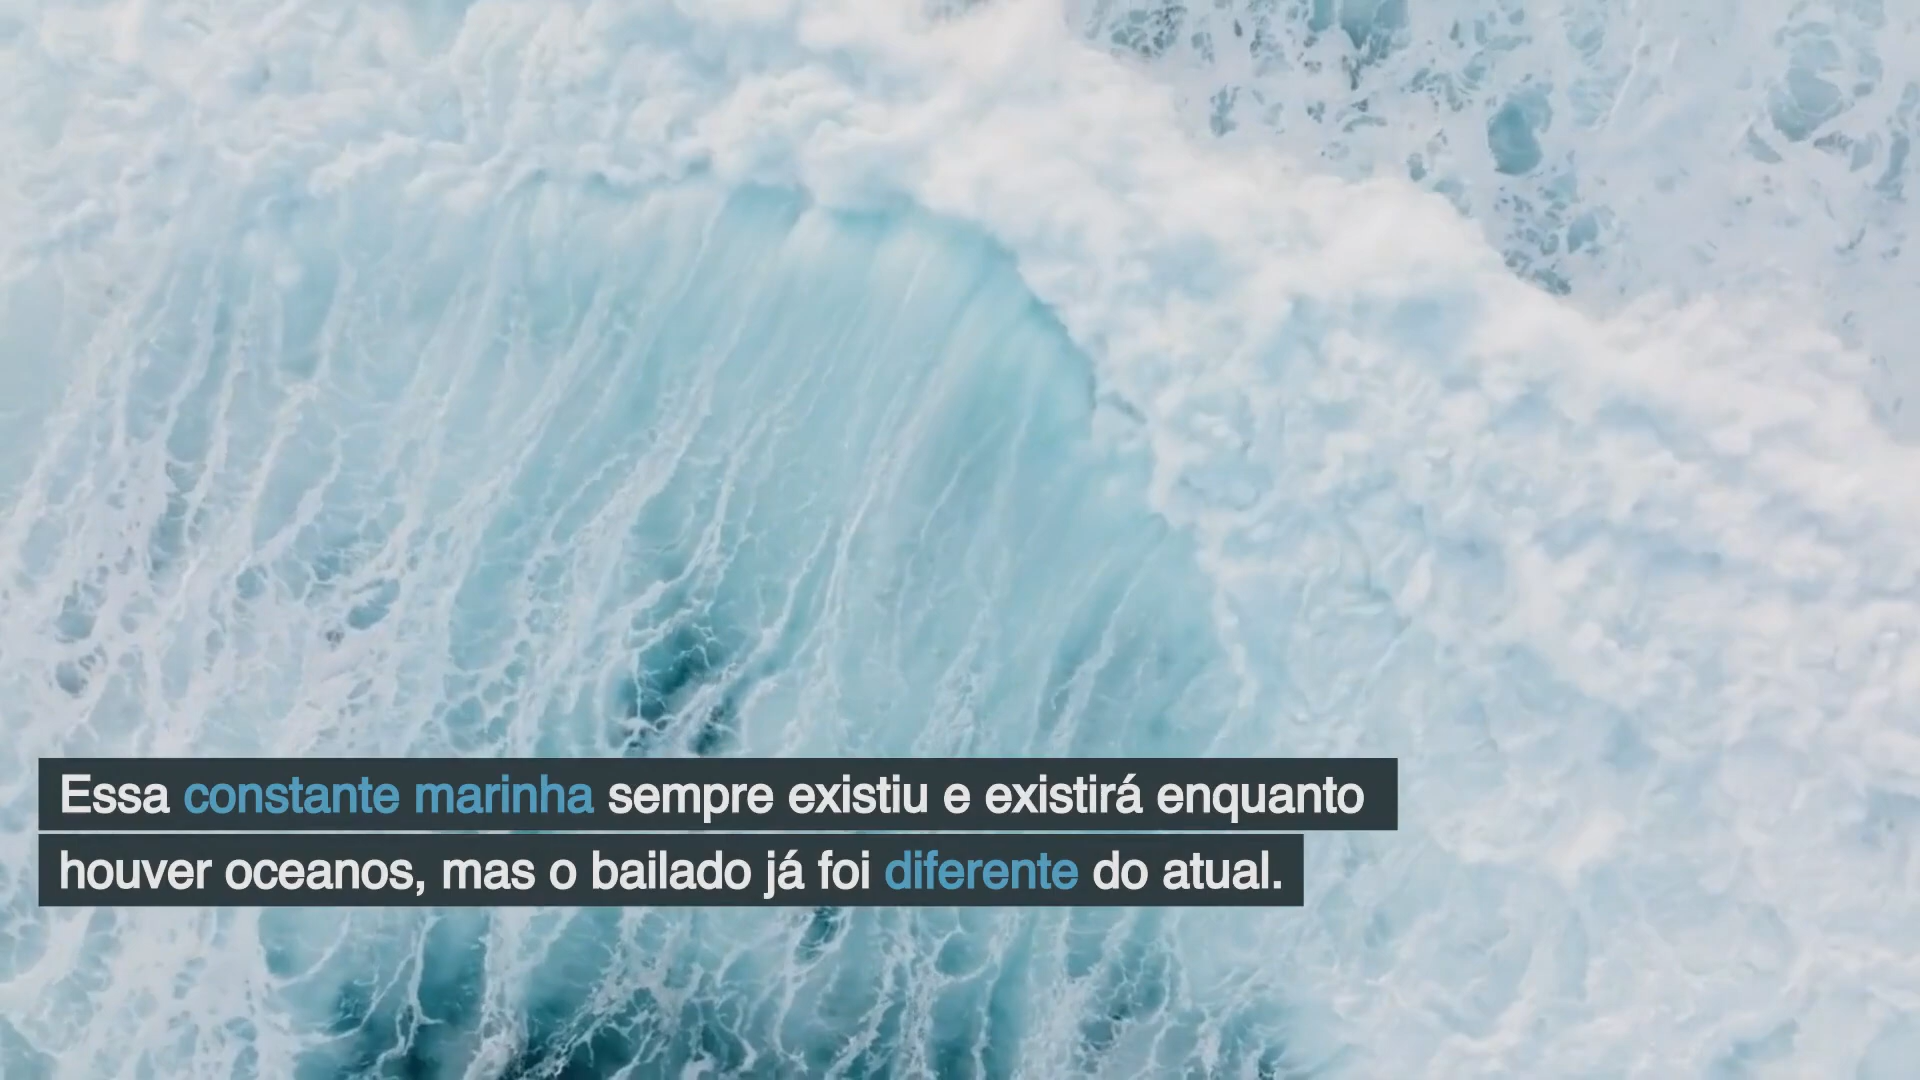 Essa constante marinha sempre existiu e existirá enquanto
houver oceanos, mas o bailado já foi diferente do atual.